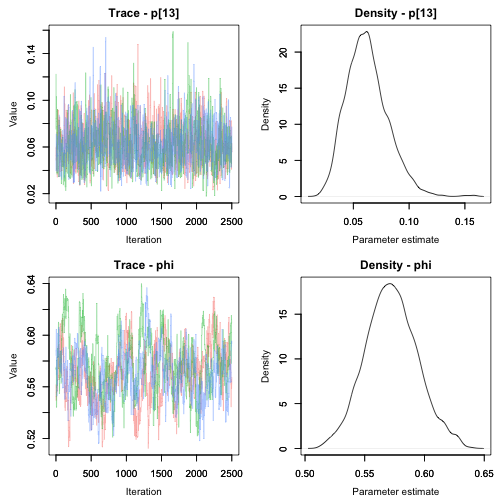 Trace - p[13]
Value
0.02 0.06 0.10 0.14
0 500 1000 1500 2000 2500
Iteration
Density - p[13]
Density
0 5 10 15 20
0.05 0.10 0.15
Parameter estimate
Trace - phi
Value
0.52 0.56 0.60 0.64
0 500 1000 1500 2000 2500
Iteration
Density - phi
Density
0 5 10 15
0.50 0.55 0.60 0.65
Parameter estimate